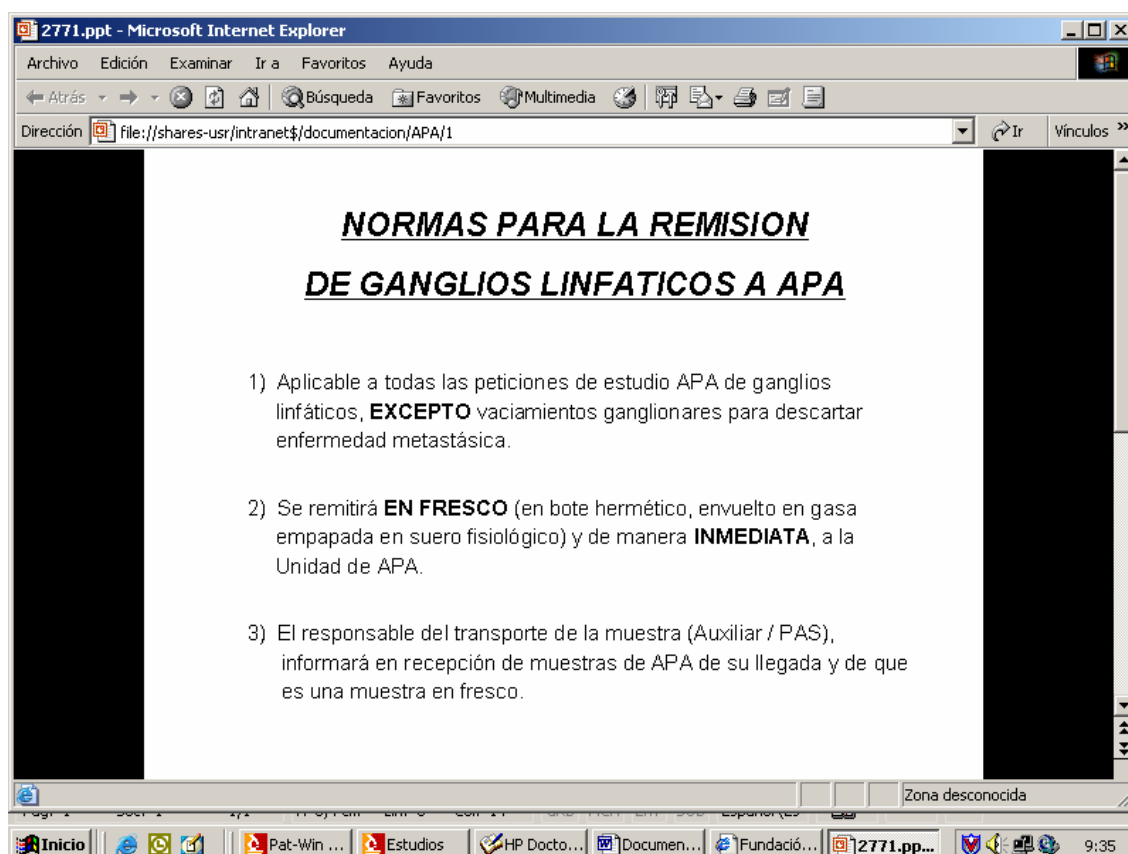 2771.ppt - Microsoft Internet Explorer
Archivo Edición Examinar Ir a Favoritos Ayuda
Atrás Búsqueda Favoritos Multimedia
Dirección file://shares-usr/intranet$/documentacion/APA/1 Ir Vínculos »
NORMAS PARA LA REMISION
DE GANGLIOS LINFATICOS A APA
1) Aplicable a todas las peticiones de estudio APA de ganglios
linfáticos, EXCEPTO vaciamientos ganglionares para descartar
enfermedad metastásica.
2) Se remitirá EN FRESCO (en bote hermético, envuelto en gasa
empapada en suero fisiológico) y de manera INMEDIATA, a la
Unidad de APA.
3) El responsable del transporte de la muestra (Auxiliar / PAS),
informará en recepción de muestras de APA de su llegada y de que
es una muestra en fresco.
Zona desconocida
Inicio Pat-Win ... Estudios HP Docto... Documen... Fundació... 2771.pp... 9:35